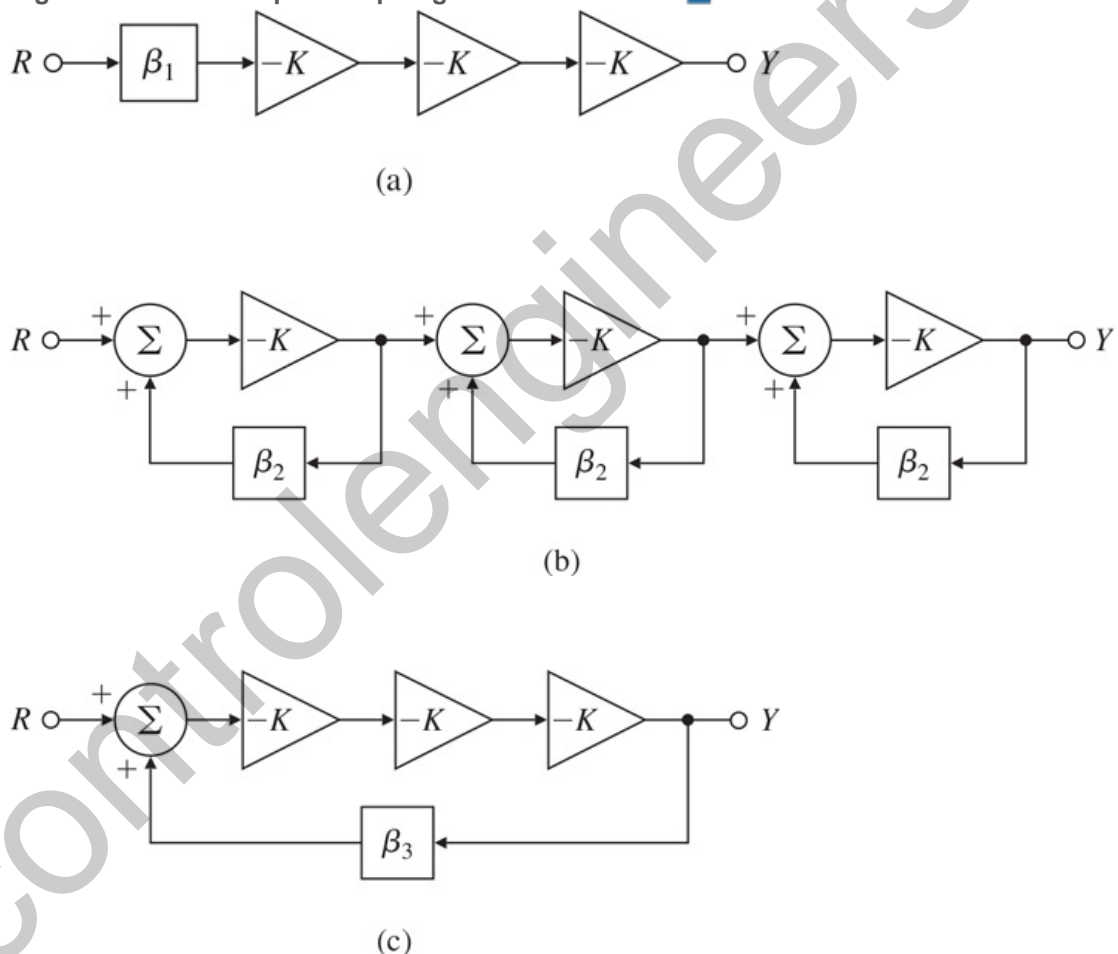 R β₁ −K −K −K Y
(a)
R + Σ −K + Σ −K + Σ −K Y
+ + +
β₂ β₂ β₂
(b)
R + Σ −K −K −K Y
+
β₃
(c)
controlengineers